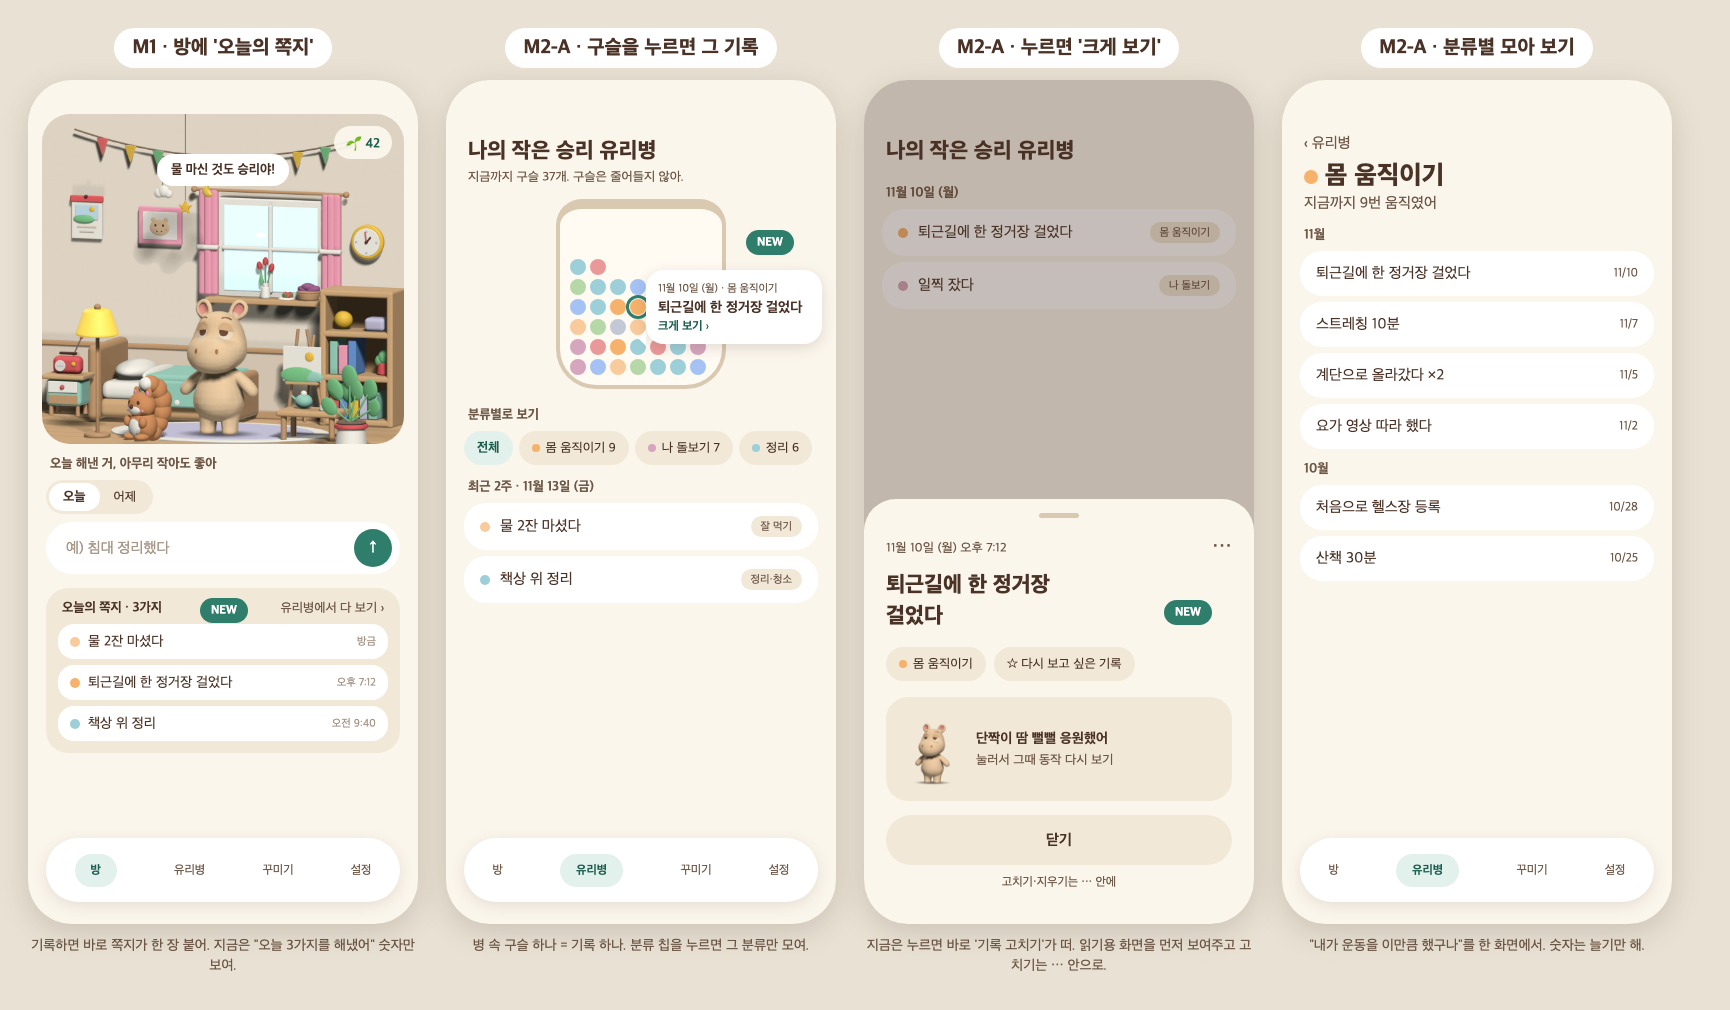 M1 · 방에 '오늘의 쪽지'
42
물 마신 것도 승리야!
오늘 해낸 거, 아무리 작아도 좋아
오늘 어제
예) 침대 정리했다
↑
오늘의 쪽지 · 3가지 NEW 유리병에서 다 보기 ›
물 2잔 마셨다 방금
퇴근길에 한 정거장 걸었다 오후 7:12
책상 위 정리 오전 9:40
방 유리병 꾸미기 설정
기록하면 바로 쪽지가 한 장 붙어. 지금은 "오늘 3가지를 해냈어" 숫자만
보여.
M2-A · 구슬을 누르면 그 기록
나의 작은 승리 유리병
지금까지 구슬 37개. 구슬은 줄어들지 않아.
NEW
11월 10일 (월) · 몸 움직이기
퇴근길에 한 정거장 걸었다
크게 보기 ›
분류별로 보기
전체 몸 움직이기 9 나 돌보기 7 정리 6
최근 2주 · 11월 13일 (금)
물 2잔 마셨다 잘 먹기
책상 위 정리 정리·청소
방 유리병 꾸미기 설정
병 속 구슬 하나 = 기록 하나. 분류 칩을 누르면 그 분류만 모여.
M2-A · 누르면 '크게 보기'
나의 작은 승리 유리병
11월 10일 (월)
퇴근길에 한 정거장 걸었다 몸 움직이기
일찍 잤다 나 돌보기
11월 10일 (월) 오후 7:12 ···
퇴근길에 한 정거장
걸었다
NEW
몸 움직이기 ☆ 다시 보고 싶은 기록
단짝이 땀 뻘뻘 응원했어
눌러서 그때 동작 다시 보기
닫기
고치기·지우기는 ··· 안에
지금은 누르면 바로 '기록 고치기'가 떠. 읽기용 화면을 먼저 보여주고 고
치기는 ··· 안으로.
M2-A · 분류별 모아 보기
‹ 유리병
몸 움직이기
지금까지 9번 움직였어
11월
퇴근길에 한 정거장 걸었다 11/10
스트레칭 10분 11/7
계단으로 올라갔다 ×2 11/5
요가 영상 따라 했다 11/2
10월
처음으로 헬스장 등록 10/28
산책 30분 10/25
방 유리병 꾸미기 설정
"내가 운동을 이만큼 했구나"를 한 화면에서. 숫자는 늘기만 해.